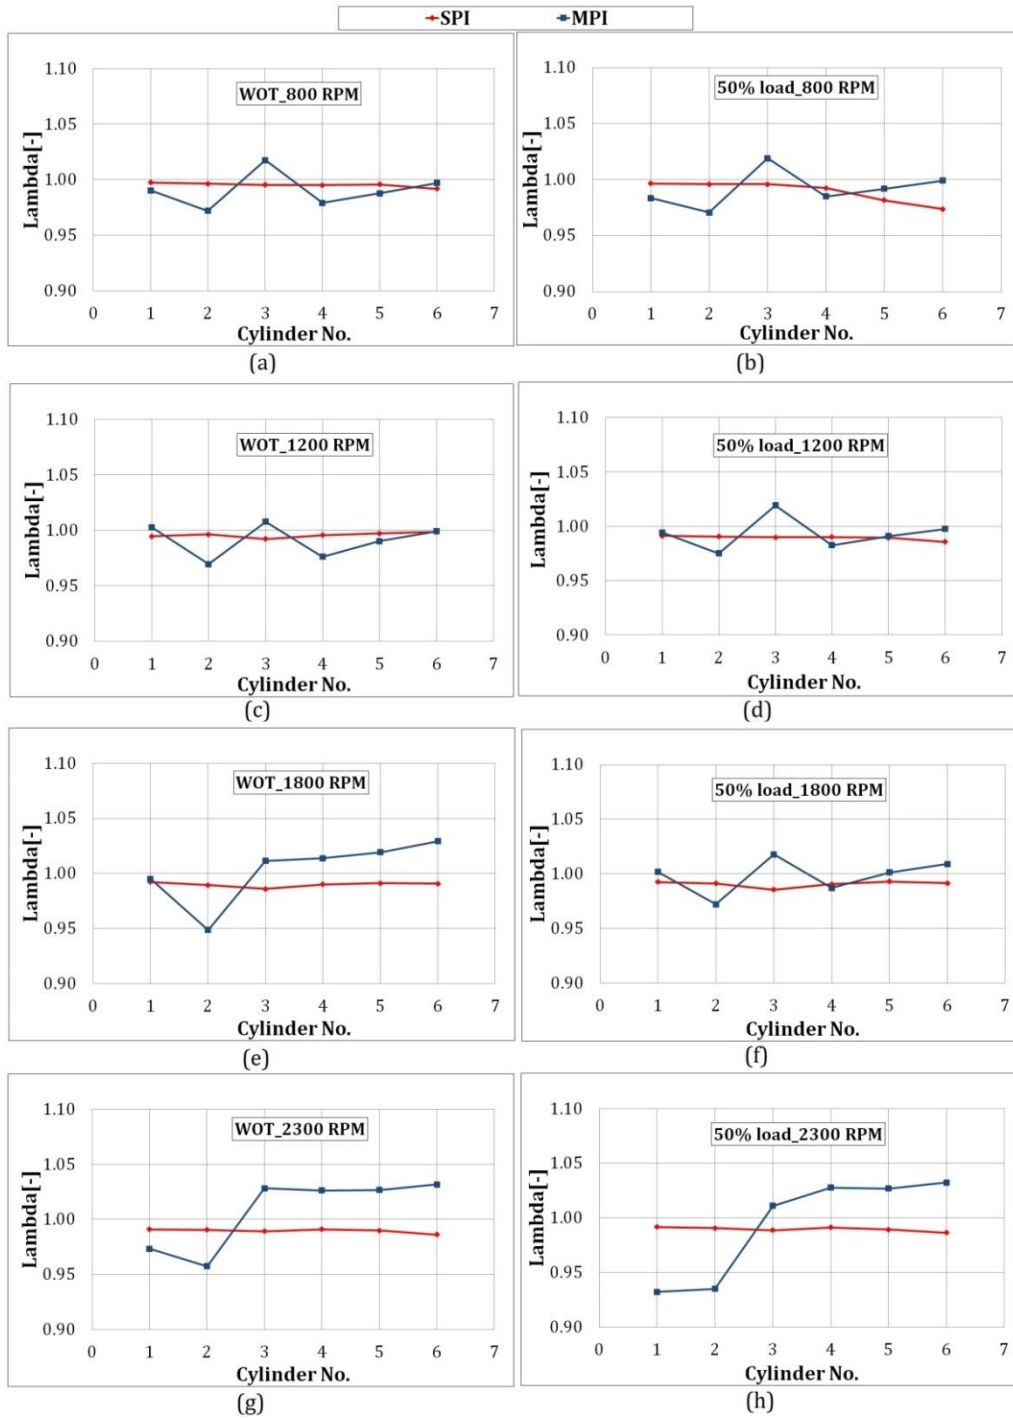 SPI MPI
1.10
1.05
1.00
0.95
0.90
Lambda[-]
WOT_800 RPM
0 1 2 3 4 5 6 7
Cylinder No.
(a)
1.10
1.05
1.00
0.95
0.90
Lambda[-]
50% load_800 RPM
0 1 2 3 4 5 6 7
Cylinder No.
(b)
1.10
1.05
1.00
0.95
0.90
Lambda[-]
WOT_1200 RPM
0 1 2 3 4 5 6 7
Cylinder No.
(c)
1.10
1.05
1.00
0.95
0.90
Lambda[-]
50% load_1200 RPM
0 1 2 3 4 5 6 7
Cylinder No.
(d)
1.10
1.05
1.00
0.95
0.90
Lambda[-]
WOT_1800 RPM
0 1 2 3 4 5 6 7
Cylinder No.
(e)
1.10
1.05
1.00
0.95
0.90
Lambda[-]
50% load_1800 RPM
0 1 2 3 4 5 6 7
Cylinder No.
(f)
1.10
1.05
1.00
0.95
0.90
Lambda[-]
WOT_2300 RPM
0 1 2 3 4 5 6 7
Cylinder No.
(g)
1.10
1.05
1.00
0.95
0.90
Lambda[-]
50% load_2300 RPM
0 1 2 3 4 5 6 7
Cylinder No.
(h)